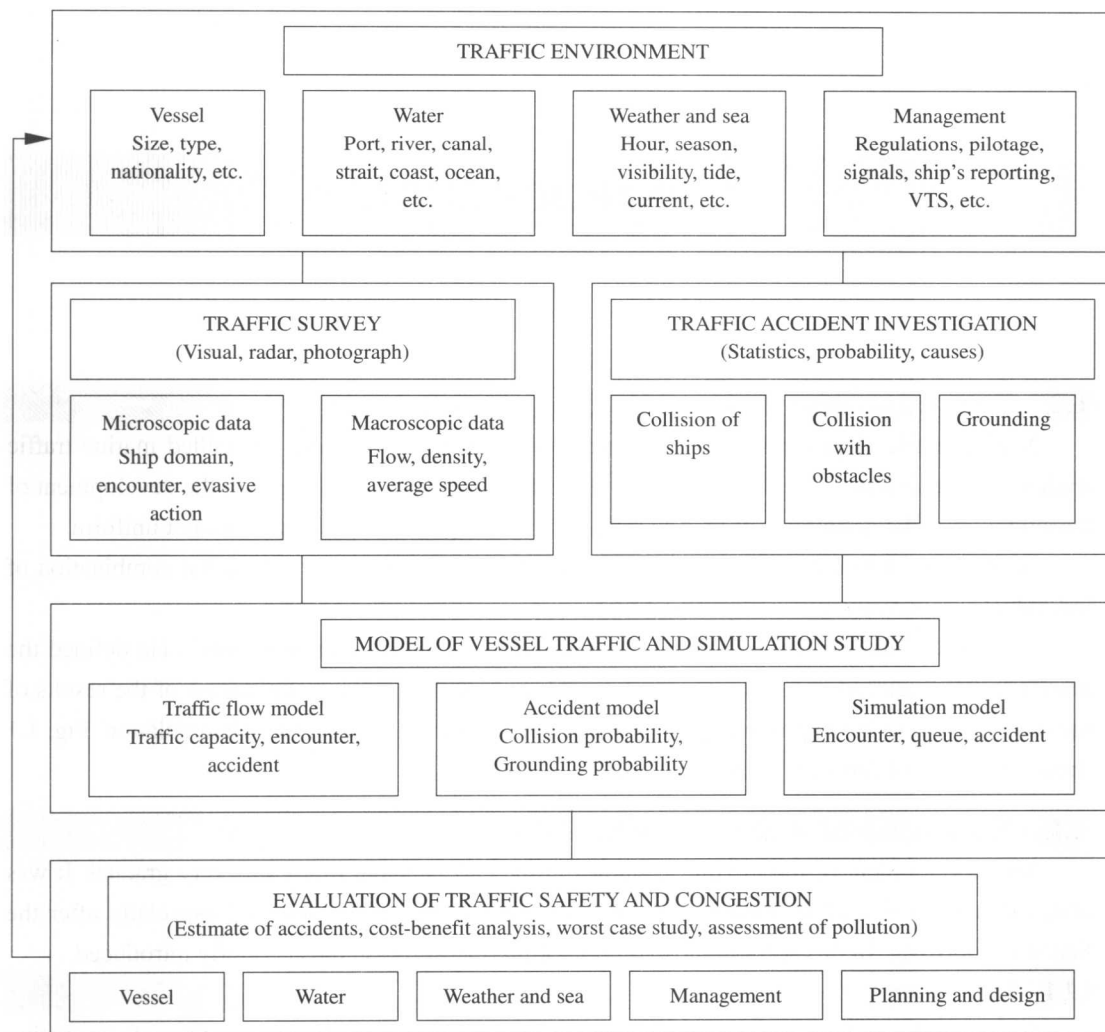 TRAFFIC ENVIRONMENT
Vessel
Size, type,
nationality, etc.
Water
Port, river, canal,
strait, coast, ocean,
etc.
Weather and sea
Hour, season,
visibility, tide,
current, etc.
Management
Regulations, pilotage,
signals, ship's reporting,
VTS, etc.
TRAFFIC SURVEY
(Visual, radar, photograph)
Microscopic data
Ship domain,
encounter, evasive
action
Macroscopic data
Flow, density,
average speed
TRAFFIC ACCIDENT INVESTIGATION
(Statistics, probability, causes)
Collision of
ships
Collision
with
obstacles
Grounding
MODEL OF VESSEL TRAFFIC AND SIMULATION STUDY
Traffic flow model
Traffic capacity, encounter,
accident
Accident model
Collision probability,
Grounding probability
Simulation model
Encounter, queue, accident
EVALUATION OF TRAFFIC SAFETY AND CONGESTION
(Estimate of accidents, cost-benefit analysis, worst case study, assessment of pollution)
Vessel
Water
Weather and sea
Management
Planning and design